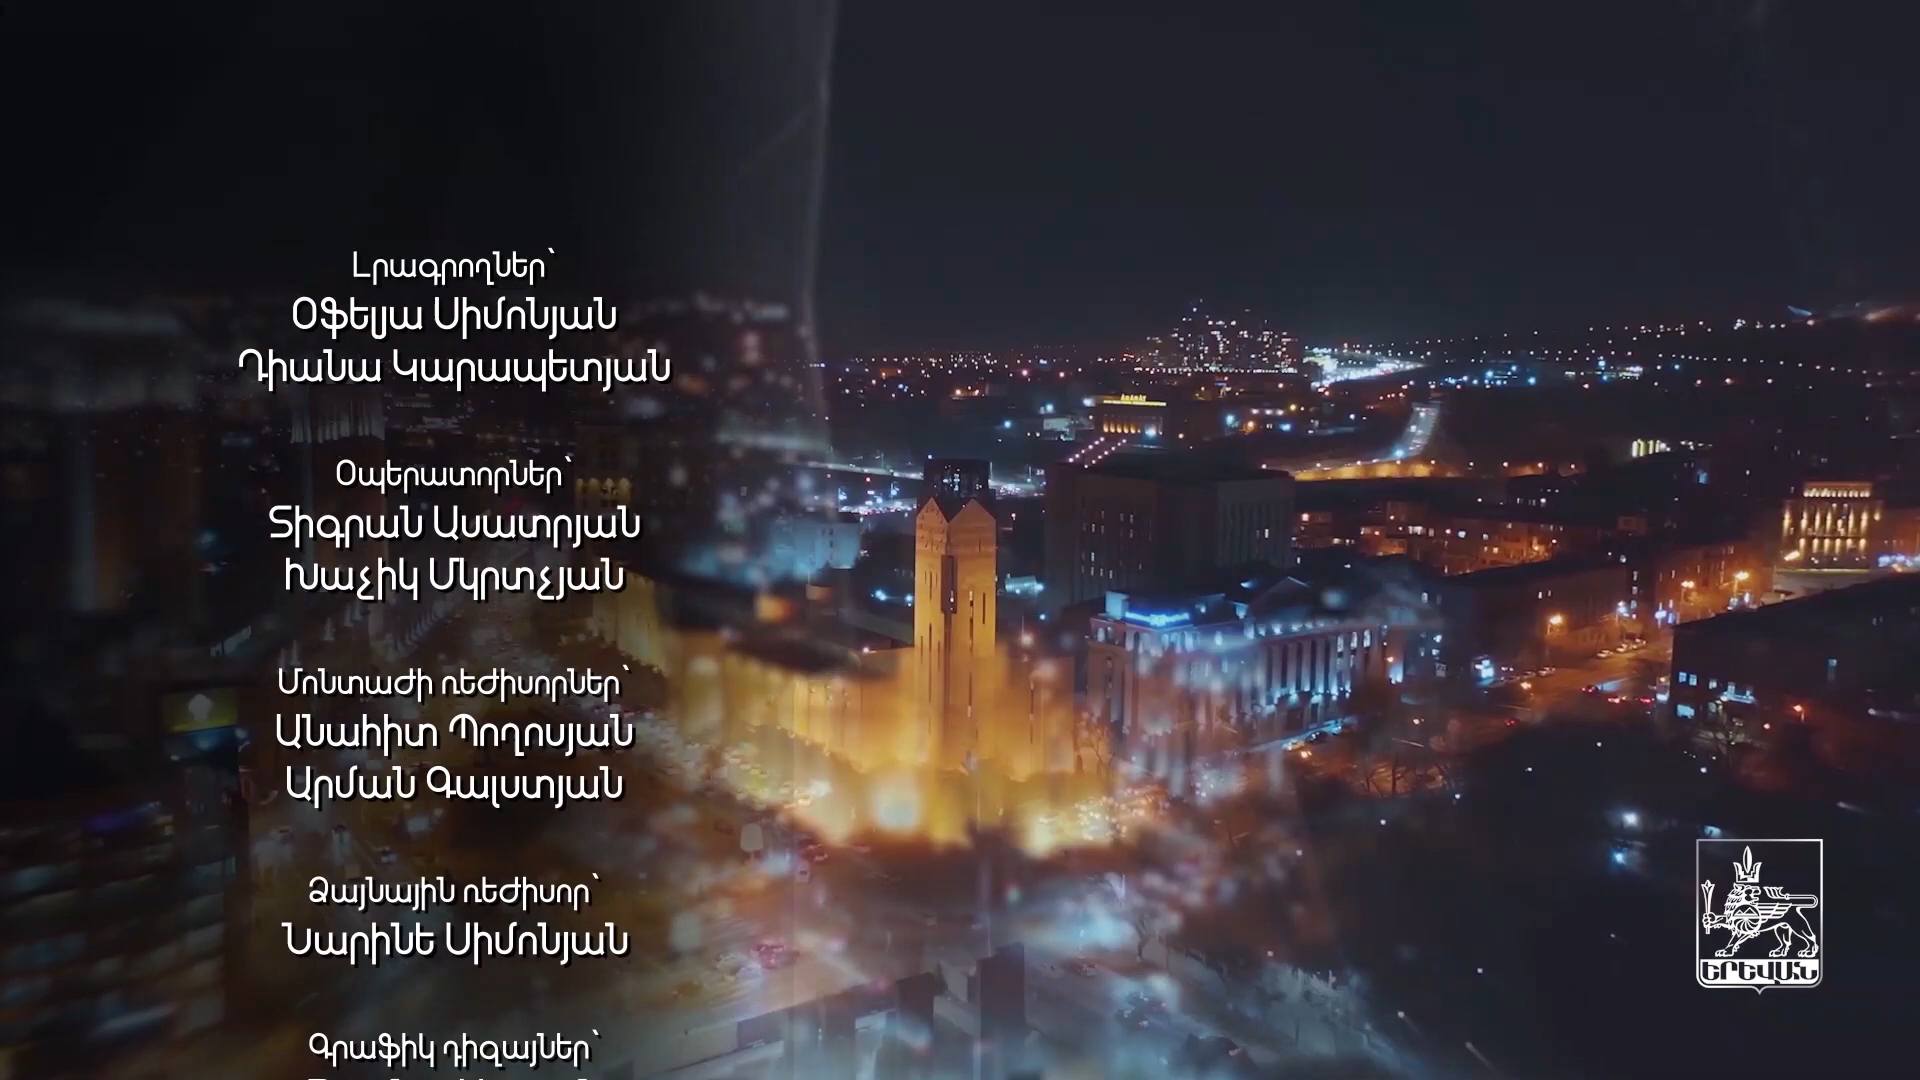 Լրագրողներ՝
Օֆելյա Սիմոնյան
Դիանա Կարապետյան
Օպերատորներ՝
Տիգրան Ասատրյան
Խաչիկ Մկրտչյան
Մոնտաժի ռեժիսորներ՝
Անահիտ Պողոսյան
Արման Գալստյան
Ձայնային ռեժիսոր՝
Նարինե Սիմոնյան
Գրաֆիկ դիզայներ՝
ԵՐԵՎԱՆ